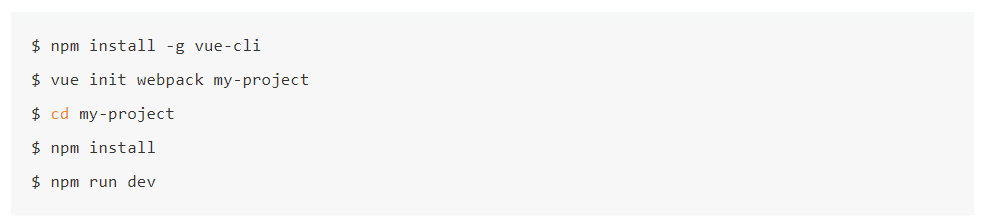 $ npm install -g vue-cli
$ vue init webpack my-project
$ cd my-project
$ npm install
$ npm run dev